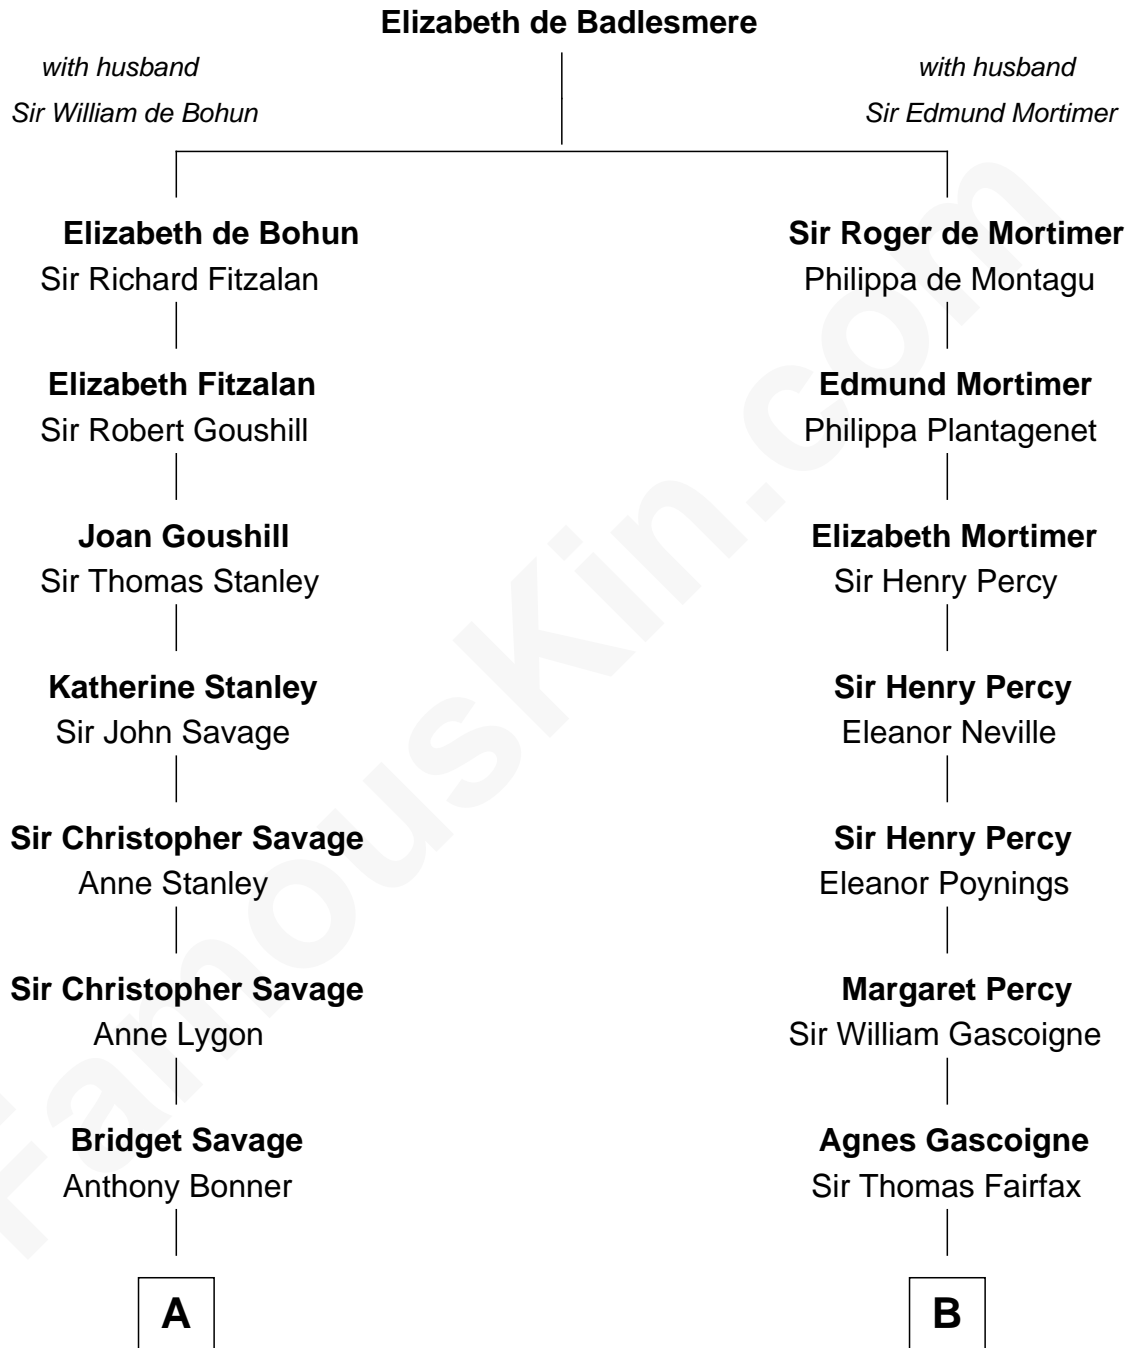 Elizabeth de Badlesmere
with husband
Sir William de Bohun
with husband
Sir Edmund Mortimer
Elizabeth de Bohun
Sir Richard Fitzalan
Sir Roger de Mortimer
Philippa de Montagu
Elizabeth Fitzalan
Sir Robert Goushill
Edmund Mortimer
Philippa Plantagenet
Joan Goushill
Sir Thomas Stanley
Elizabeth Mortimer
Sir Henry Percy
Katherine Stanley
Sir John Savage
Sir Henry Percy
Eleanor Neville
Sir Christopher Savage
Anne Stanley
Sir Henry Percy
Eleanor Poynings
Sir Christopher Savage
Anne Lygon
Margaret Percy
Sir William Gascoigne
Bridget Savage
Anthony Bonner
Agnes Gascoigne
Sir Thomas Fairfax
A
B
FamousKin.com